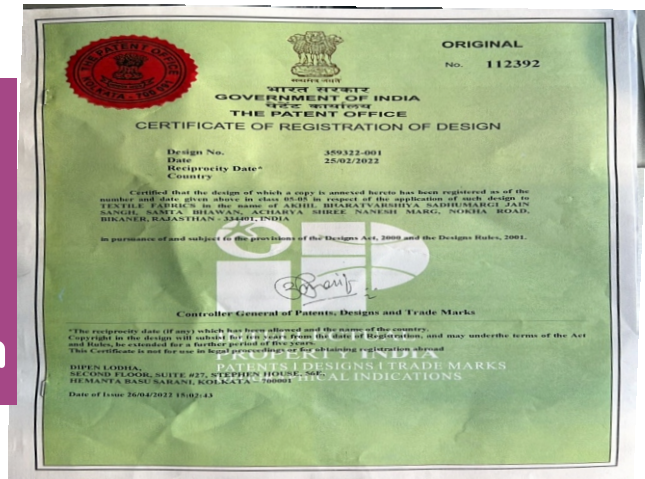 THE PATENT OFFICE
KOLKATA - 700 091
ORIGINAL
No. 112392
सत्यमेव जयते
भारत सरकार
GOVERNMENT OF INDIA
पेटेंट कार्यालय
THE PATENT OFFICE
CERTIFICATE OF REGISTRATION OF DESIGN
Design No. 359322-001
Date 25/02/2022
Reciprocity Date*
Country
Certified that the design of which a copy is annexed hereto has been registered as of the
number and date given above in class 05-05 in respect of the application of such design to
TEXTILE FABRICS in the name of AKHIL BHARATVARSHIYA SADHUMARGI JAIN
SANGH, SAMTA BHAWAN, ACHARYA SHREE NANESH MARG, NOKHA ROAD,
BIKANER, RAJASTHAN - 334401, INDIA
in pursuance of and subject to the provisions of the Designs Act, 2000 and the Designs Rules, 2001.
Controller General of Patents, Designs and Trade Marks
*The reciprocity date (if any) which has been allowed and the name of the country.
Copyright in the design will subsist for ten years from the date of Registration, and may underthe terms of the Act
and Rules, be extended for a further period of five years.
This Certificate is not for use in legal proceedings or for obtaining registration abroad
PROPERTY INDIA
PATENTS | DESIGNS | TRADE MARKS
INDICATIONS
DIPEN LODHA,
SECOND FLOOR, SUITE #27, STEPHEN HOUSE, 56E,
HEMANTA BASU SARANI, KOLKATA - 700001
Date of Issue 26/04/2022 15:02:43